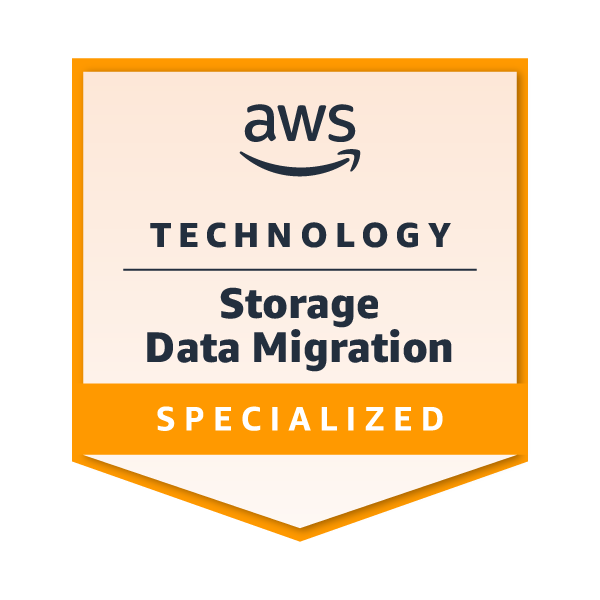 aws
TECHNOLOGY
Storage
Data Migration
SPECIALIZED